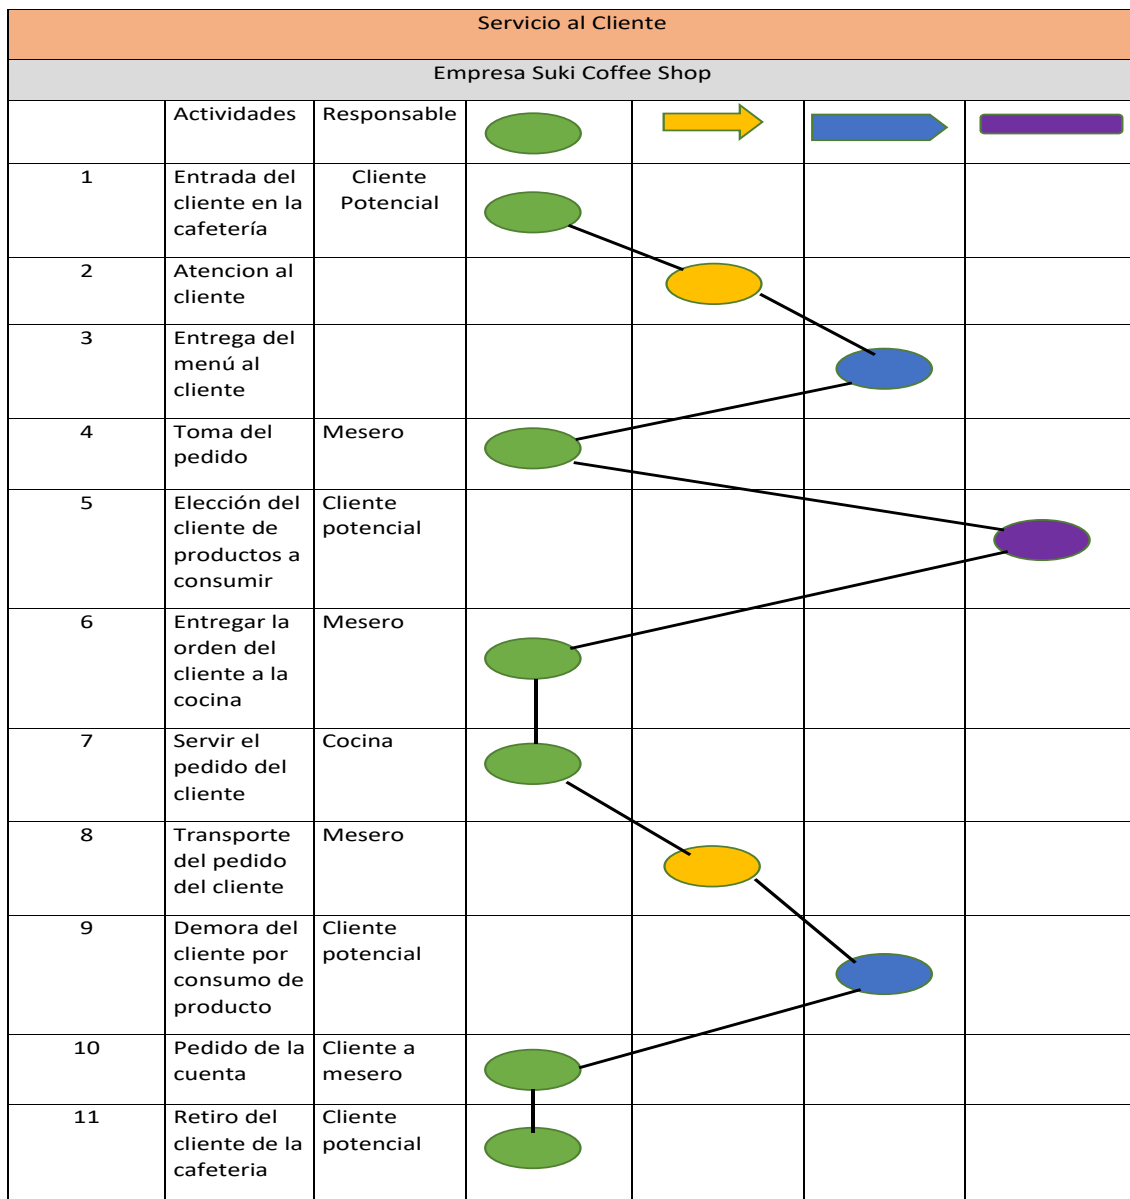 Servicio al Cliente
Empresa Suki Coffee Shop
Actividades
Responsable
1
Entrada del
cliente en la
cafetería
Cliente
Potencial
2
Atencion al
cliente
3
Entrega del
menú al
cliente
4
Toma del
pedido
Mesero
5
Elección del
cliente de
productos a
consumir
Cliente
potencial
6
Entregar la
orden del
cliente a la
cocina
Mesero
7
Servir el
pedido del
cliente
Cocina
8
Transporte
del pedido
del cliente
Mesero
9
Demora del
cliente por
consumo de
producto
Cliente
potencial
10
Pedido de la
cuenta
Cliente a
mesero
11
Retiro del
cliente de la
cafeteria
Cliente
potencial